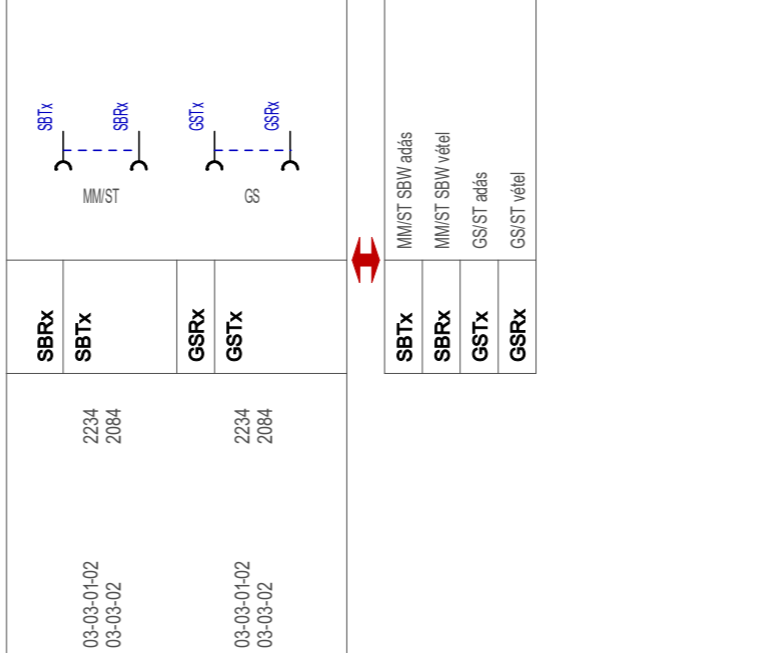 SBTx
SBRx
GSTx
GSRx
MM/ST
GS
SBRx
SBTx
GSRx
GSTx
2234
2084
2234
2084
03-03-01-02
03-03-02
03-03-01-02
03-03-02
MM/ST SBW adás
MM/ST SBW vétel
GS/ST adás
GS/ST vétel
SBTx
SBRx
GSTx
GSRx